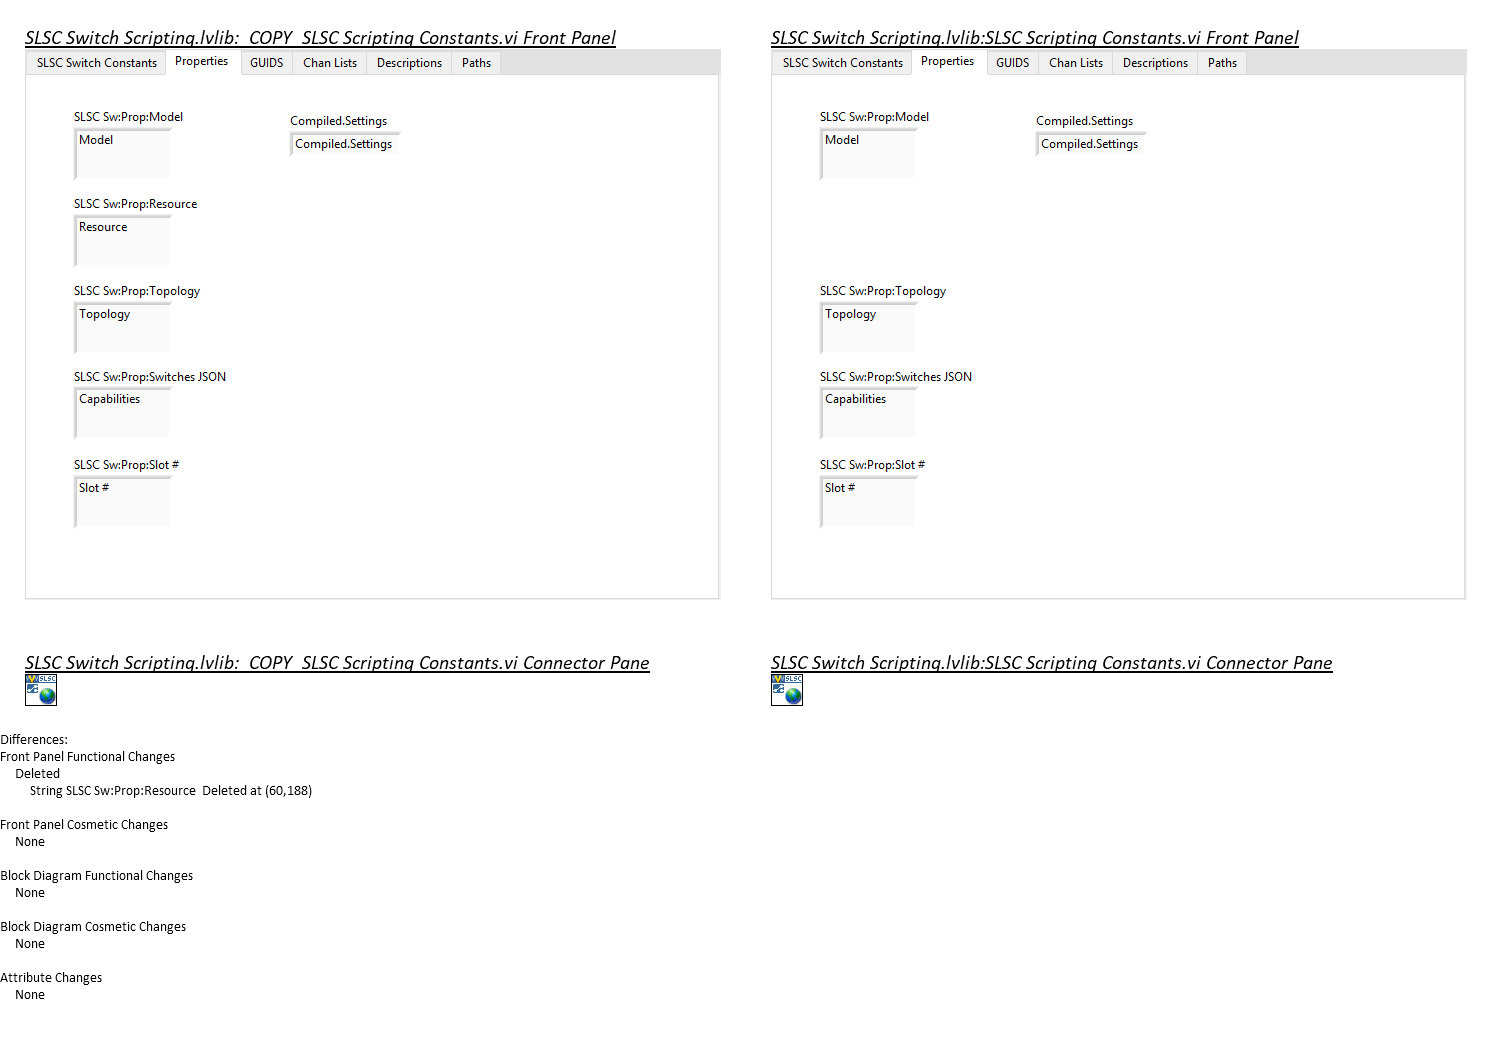 SLSC Switch Scripting.lvlib:  COPY  SLSC Scripting Constants.vi Front Panel
SLSC Switch Constants Properties GUIDS Chan Lists Descriptions Paths
SLSC Sw:Prop:Model
Model
Compiled.Settings
Compiled.Settings
SLSC Sw:Prop:Resource
Resource
SLSC Sw:Prop:Topology
Topology
SLSC Sw:Prop:Switches JSON
Capabilities
SLSC Sw:Prop:Slot #
Slot #
SLSC Switch Scripting.lvlib:SLSC Scripting Constants.vi Front Panel
SLSC Switch Constants Properties GUIDS Chan Lists Descriptions Paths
SLSC Sw:Prop:Model
Model
Compiled.Settings
Compiled.Settings
SLSC Sw:Prop:Topology
Topology
SLSC Sw:Prop:Switches JSON
Capabilities
SLSC Sw:Prop:Slot #
Slot #
SLSC Switch Scripting.lvlib:  COPY  SLSC Scripting Constants.vi Connector Pane
SLSC
SLSC Switch Scripting.lvlib:SLSC Scripting Constants.vi Connector Pane
SLSC
Differences:
Front Panel Functional Changes
Deleted
String SLSC Sw:Prop:Resource  Deleted at (60,188)
Front Panel Cosmetic Changes
None
Block Diagram Functional Changes
None
Block Diagram Cosmetic Changes
None
Attribute Changes
None